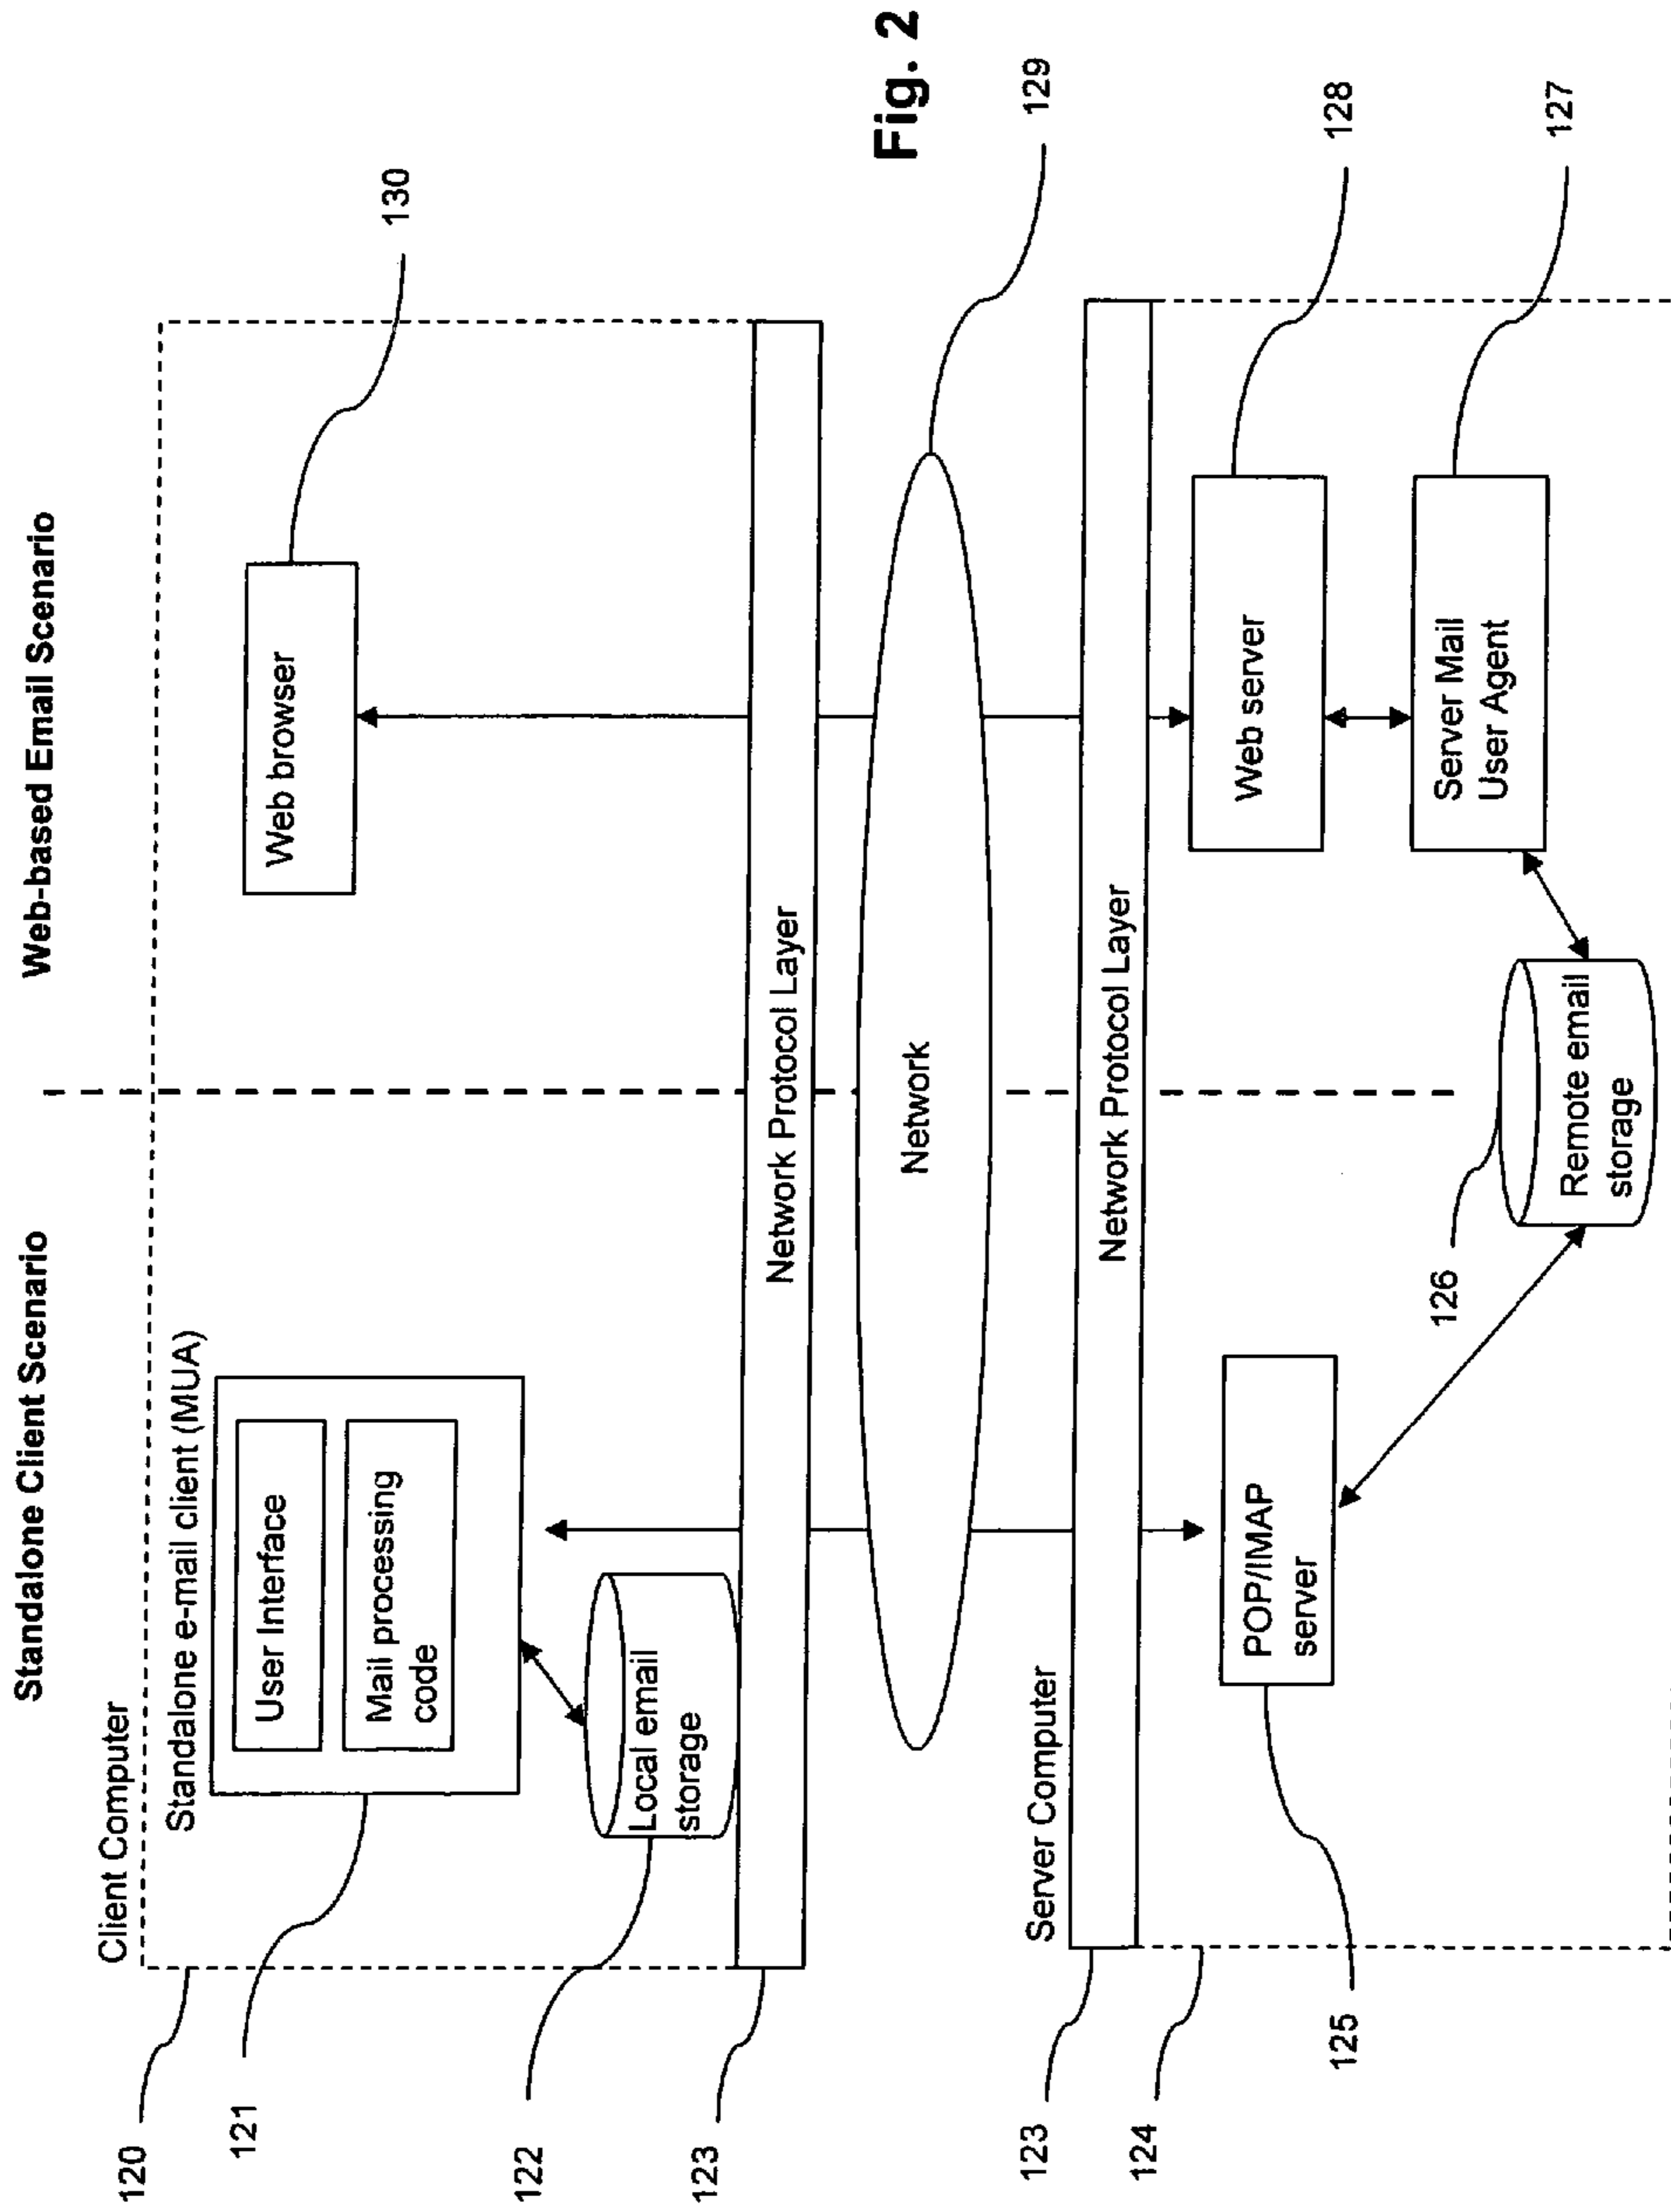 Standalone Client Scenario
Web-based Email Scenario
Client Computer
120
Standalone e-mail client (MUA)
121
User Interface
Mail processing
code
Web browser
130
122
Local email
storage
123
Network Protocol Layer
Network
Fig. 2
129
Server Computer
123
Network Protocol Layer
124
POP/IMAP
server
125
Web server
128
126
Server Mail
User Agent
127
Remote email
storage